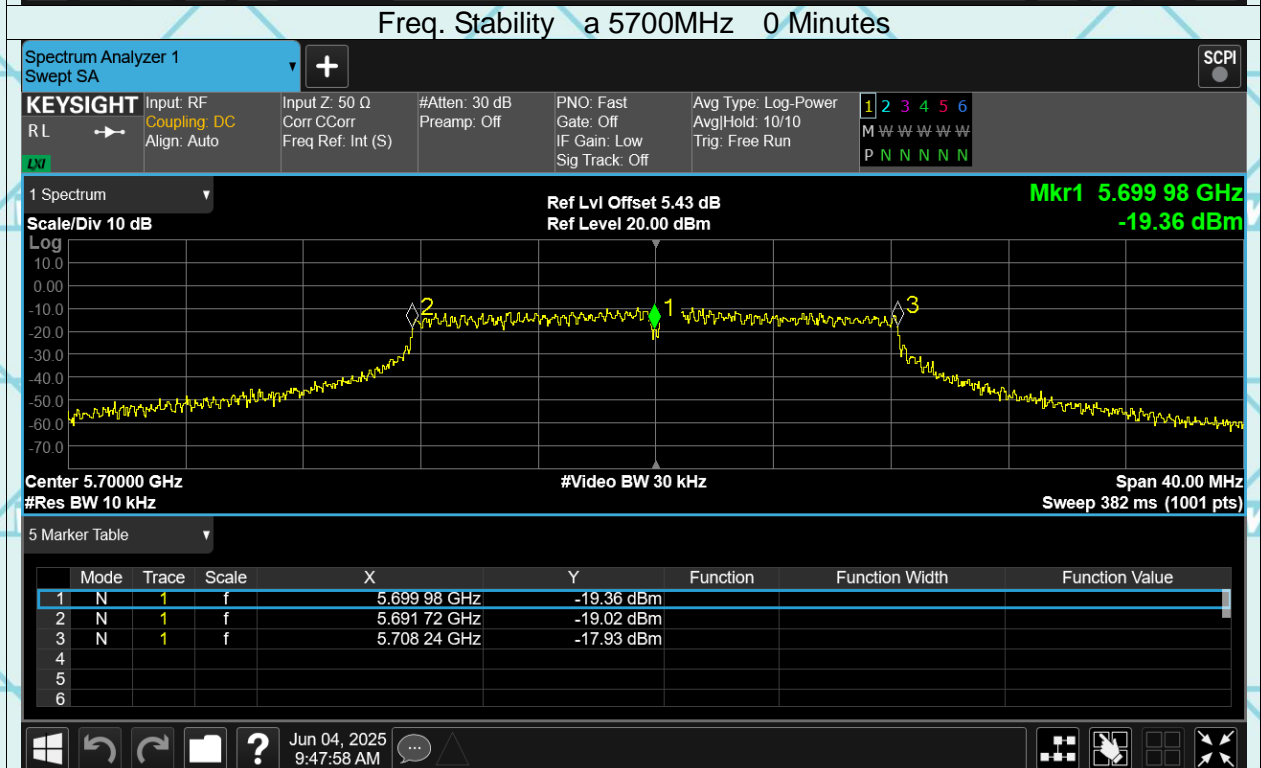 Freq. Stability a 5700MHz 0 Minutes
Spectrum Analyzer 1
Swept SA
+
SCPI
KEYSIGHT
RL
LXI
Input: RF
Coupling: DC
Align: Auto
Input Z: 50 Ω
Corr CCorr
Freq Ref: Int (S)
#Atten: 30 dB
Preamp: Off
PNO: Fast
Gate: Off
IF Gain: Low
Sig Track: Off
Avg Type: Log-Power
Avg|Hold: 10/10
Trig: Free Run
1 2 3 4 5 6
M W W W W W
P N N N N N
1 Spectrum
Scale/Div 10 dB
Ref Lvl Offset 5.43 dB
Ref Level 20.00 dBm
Mkr1 5.699 98 GHz
-19.36 dBm
Log
10.0
0.00
-10.0
-20.0
-30.0
-40.0
-50.0
-60.0
-70.0
2
1
3
Center 5.70000 GHz
#Res BW 10 kHz
#Video BW 30 kHz
Span 40.00 MHz
Sweep 382 ms (1001 pts)
5 Marker Table
Mode Trace Scale X Y Function Function Width Function Value
1 N 1 f 5.699 98 GHz -19.36 dBm
2 N 1 f 5.691 72 GHz -19.02 dBm
3 N 1 f 5.708 24 GHz -17.93 dBm
4
5
6
?
Jun 04, 2025
9:47:58 AM